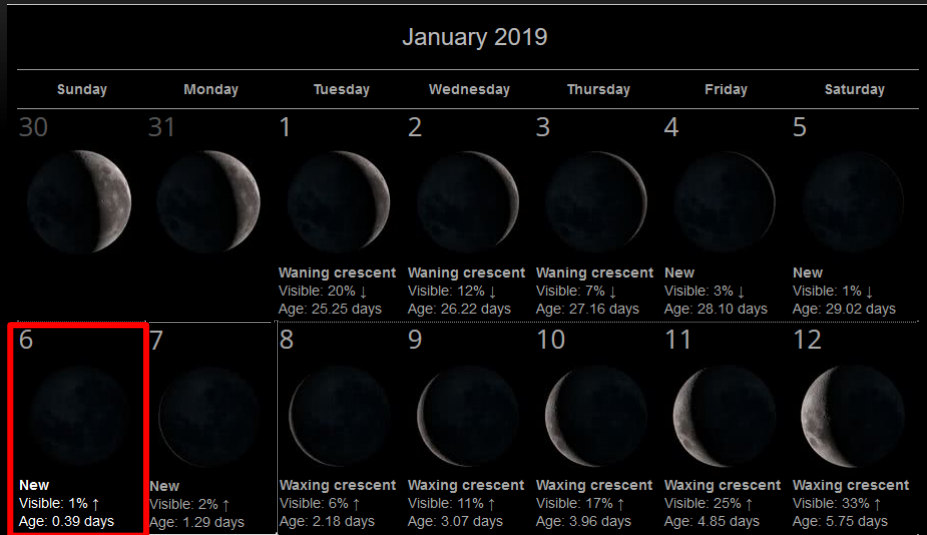 January 2019
Sunday Monday Tuesday Wednesday Thursday Friday Saturday
30 31 1 2 3 4 5
Waning crescent Waning crescent Waning crescent New New
Visible: 20% ↓ Visible: 12% ↓ Visible: 7% ↓ Visible: 3% ↓ Visible: 1% ↓
Age: 25.25 days Age: 26.22 days Age: 27.16 days Age: 28.10 days Age: 29.02 days
6 7 8 9 10 11 12
New New Waxing crescent Waxing crescent Waxing crescent Waxing crescent Waxing crescent
Visible: 1% ↑ Visible: 2% ↑ Visible: 6% ↑ Visible: 11% ↑ Visible: 17% ↑ Visible: 25% ↑ Visible: 33% ↑
Age: 0.39 days Age: 1.29 days Age: 2.18 days Age: 3.07 days Age: 3.96 days Age: 4.85 days Age: 5.75 days